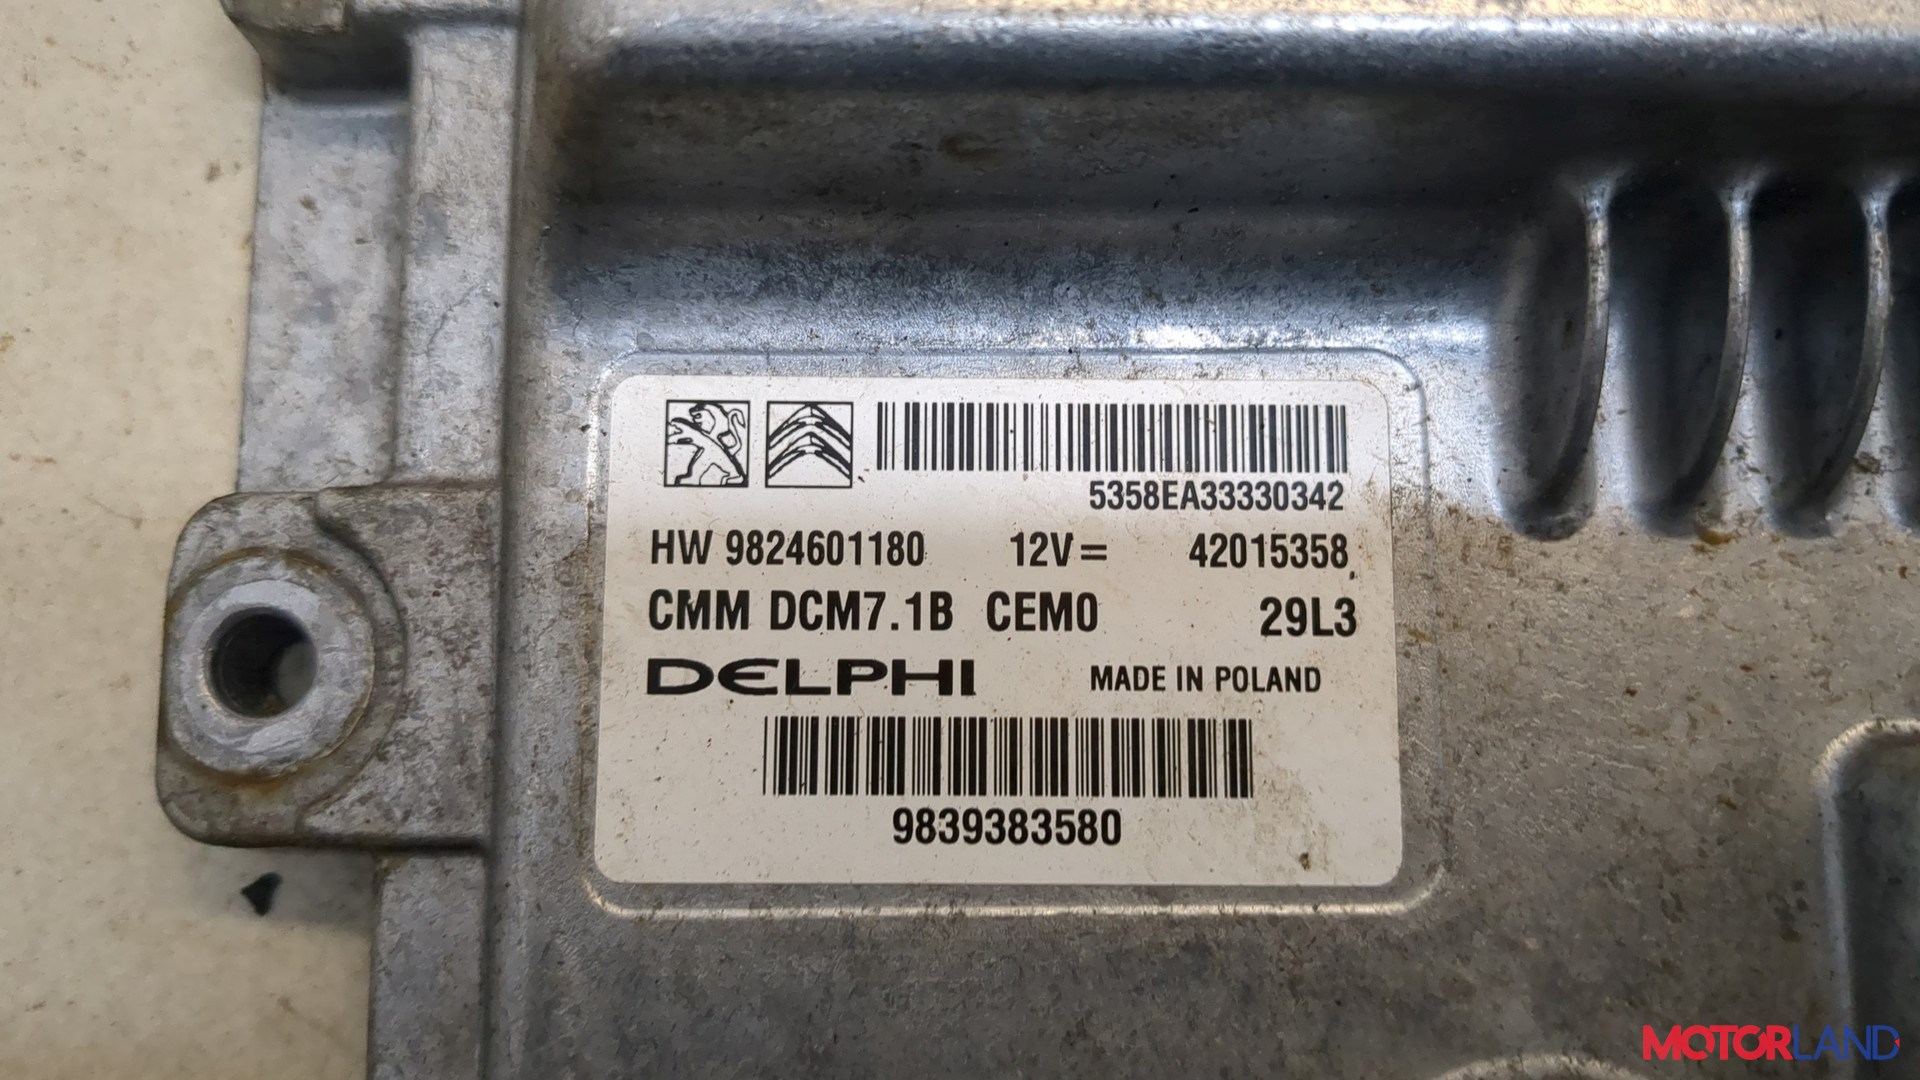 5358EA33330342
HW 9824601180 12V= 42015358
CMM DCM7.1B CEM0 29L3
DELPHI MADE IN POLAND
9839383580
MOTORLAND